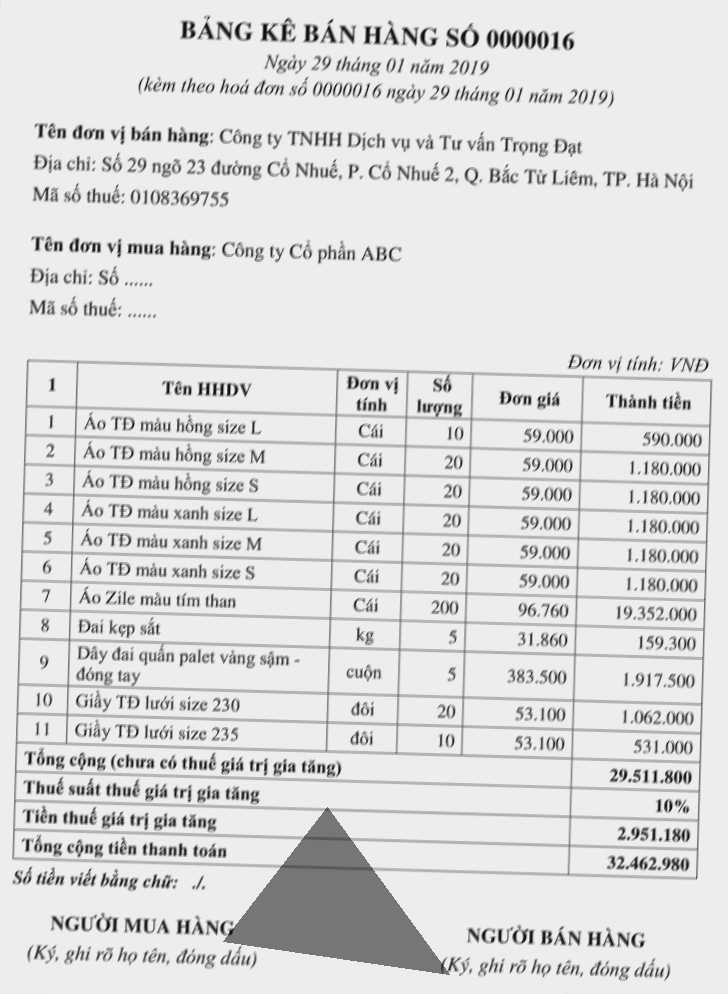 BẢNG KÊ BÁN HÀNG SỐ 0000016
Ngày 29 tháng 01 năm 2019
(kèm theo hoá đơn số 0000016 ngày 29 tháng 01 năm 2019)
Tên đơn vị bán hàng: Công ty TNHH Dịch vụ và Tư vấn Trọng Đạt
Địa chỉ: Số 29 ngõ 23 đường Cổ Nhuế, P. Cổ Nhuế 2, Q. Bắc Từ Liêm, TP. Hà Nội
Mã số thuế: 0108369755
Tên đơn vị mua hàng: Công ty Cổ phần ABC
Địa chỉ: Số ......
Mã số thuế: ......
Đơn vị tính: VNĐ
1 Tên HHDV Đơn vị tính Số lượng Đơn giá Thành tiền
1 Áo TĐ màu hồng size L Cái 10 59.000 590.000
2 Áo TĐ màu hồng size M Cái 20 59.000 1.180.000
3 Áo TĐ màu hồng size S Cái 20 59.000 1.180.000
4 Áo TĐ màu xanh size L Cái 20 59.000 1.180.000
5 Áo TĐ màu xanh size M Cái 20 59.000 1.180.000
6 Áo TĐ màu xanh size S Cái 20 59.000 1.180.000
7 Áo Zile màu tím than Cái 200 96.760 19.352.000
8 Đai kẹp sắt kg 5 31.860 159.300
9 Dây đai quấn palet vàng sậm - đóng tay cuộn 5 383.500 1.917.500
10 Giầy TĐ lưới size 230 đôi 20 53.100 1.062.000
11 Giầy TĐ lưới size 235 đôi 10 53.100 531.000
Tổng cộng (chưa có thuế giá trị gia tăng) 29.511.800
Thuế suất thuế giá trị gia tăng 10%
Tiền thuế giá trị gia tăng 2.951.180
Tổng cộng tiền thanh toán 32.462.980
Số tiền viết bằng chữ: ./.
NGƯỜI MUA HÀNG NGƯỜI BÁN HÀNG
(Ký, ghi rõ họ tên, đóng dấu) (Ký, ghi rõ họ tên, đóng dấu)